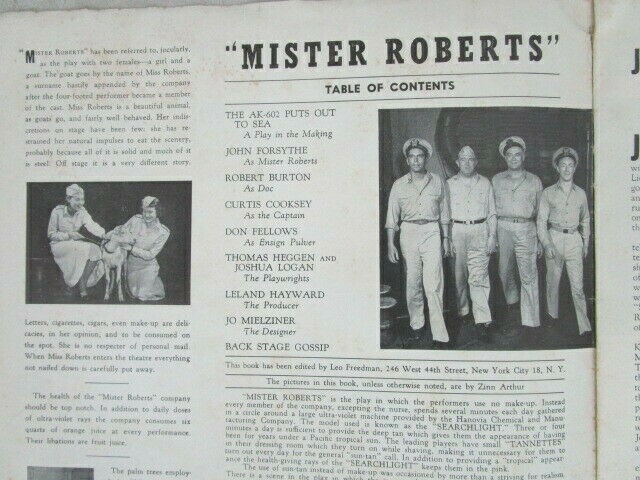 "MISTER ROBERTS" has been referred to, jocularly,
as the play with two females—a girl and a
goat. The goat goes by the name of Miss Roberts,
a surname hastily appended by the company
after the four-footed performer became a member
of the cast. Miss Roberts is a beautiful animal,
as goats go, and fairly well behaved. Her indis-
cretions on stage have been few; she has re-
strained her natural impulses to eat the scenery,
probably because all of it is solid and much of it
is steel. Off stage it is a very different story.
Letters, cigarettes, cigars, even make-up are deli-
cacies, in her opinion, and to be consumed on
the spot. She is no respecter of personal mail.
When Miss Roberts enters the theatre everything
not nailed down is carefully put away.
The health of the "Mister Roberts" company
should be top notch. In addition to daily doses
of ultra-violet rays the company consumes six
quarts of orange juice at every performance.
Their libations are fruit juice.
The palm trees employ-
"MISTER ROBERTS"
TABLE OF CONTENTS
THE AK-602 PUTS OUT
TO SEA
A Play in the Making
JOHN FORSYTHE
As Mister Roberts
ROBERT BURTON
As Doc
CURTIS COOKSEY
As the Captain
DON FELLOWS
As Ensign Pulver
THOMAS HEGGEN AND
JOSHUA LOGAN
The Playwrights
LELAND HAYWARD
The Producer
JO MIELZINER
The Designer
BACK STAGE GOSSIP
This book has been edited by Leo Freedman, 246 West 44th Street, New York City 18, N. Y.
The pictures in this book, unless otherwise noted, are by Zinn Arthur
"MISTER ROBERTS" is the play in which the performers use no make-up. Instead
every member of the company, excepting the nurse, spends several minutes each day gathered
in a circle around a large ultra-violet machine provided by the Hanovia Chemical and Manu-
facturing Company. The model used is known as the "SEARCHLIGHT." Three or four
minutes a day is sufficient to provide the deep tan which gives them the appearance of having
been for years under a Pacific tropical sun. The leading players have small "TANNETTES"
in their dressing room which they turn on while shaving, making it unnecessary for them to
turn out every day for the general "sun-tan" call. In addition to providing a "tropical" appear-
ance the health-giving rays of the "SEARCHLIGHT" keeps them in the pink.
The use of sun-tan instead of make-up was occasioned by more than a striving for realism.
There is a scene in the play